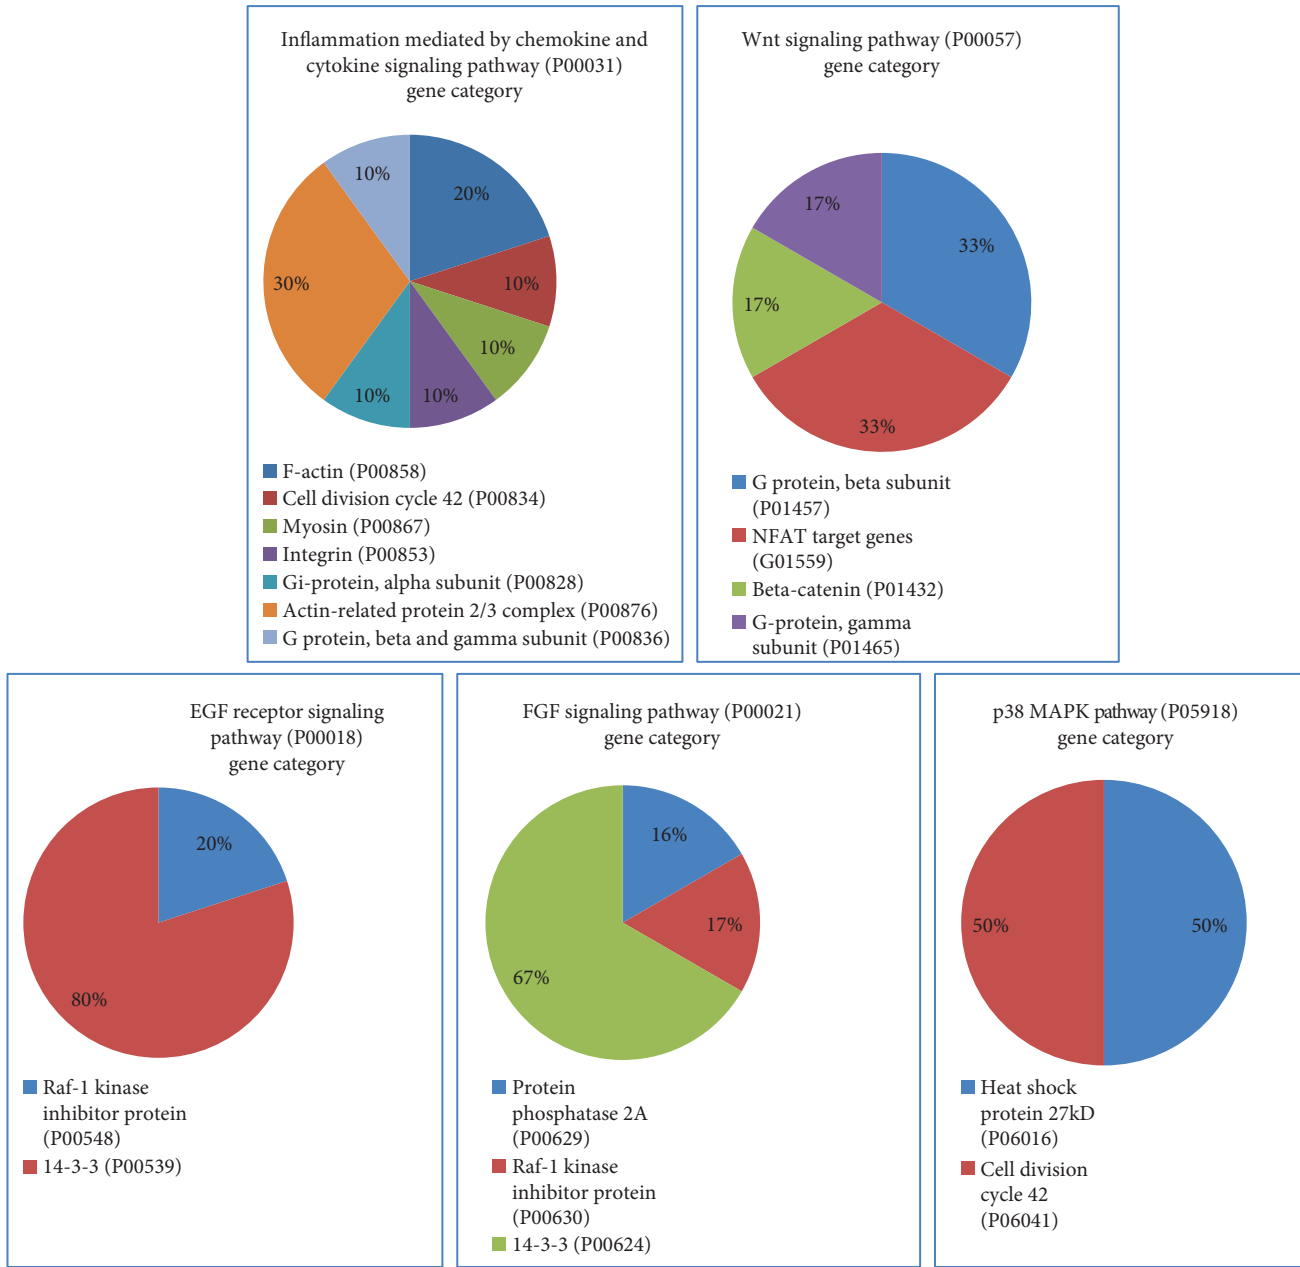 Inflammation mediated by chemokine and
cytokine signaling pathway (P00031)
gene category
10%
20%
30%
10%
10%
10%
10%
F-actin (P00858)
Cell division cycle 42 (P00834)
Myosin (P00867)
Integrin (P00853)
Gi-protein, alpha subunit (P00828)
Actin-related protein 2/3 complex (P00876)
G protein, beta and gamma subunit (P00836)
Wnt signaling pathway (P00057)
gene category
17%
33%
17%
33%
G protein, beta subunit
(P01457)
NFAT target genes
(G01559)
Beta-catenin (P01432)
G-protein, gamma
subunit (P01465)
EGF receptor signaling
pathway (P00018)
gene category
20%
80%
Raf-1 kinase
inhibitor protein
(P00548)
14-3-3 (P00539)
FGF signaling pathway (P00021)
gene category
16%
17%
67%
Protein
phosphatase 2A
(P00629)
Raf-1 kinase
inhibitor protein
(P00630)
14-3-3 (P00624)
p38 MAPK pathway (P05918)
gene category
50%
50%
Heat shock
protein 27kD
(P06016)
Cell division
cycle 42
(P06041)